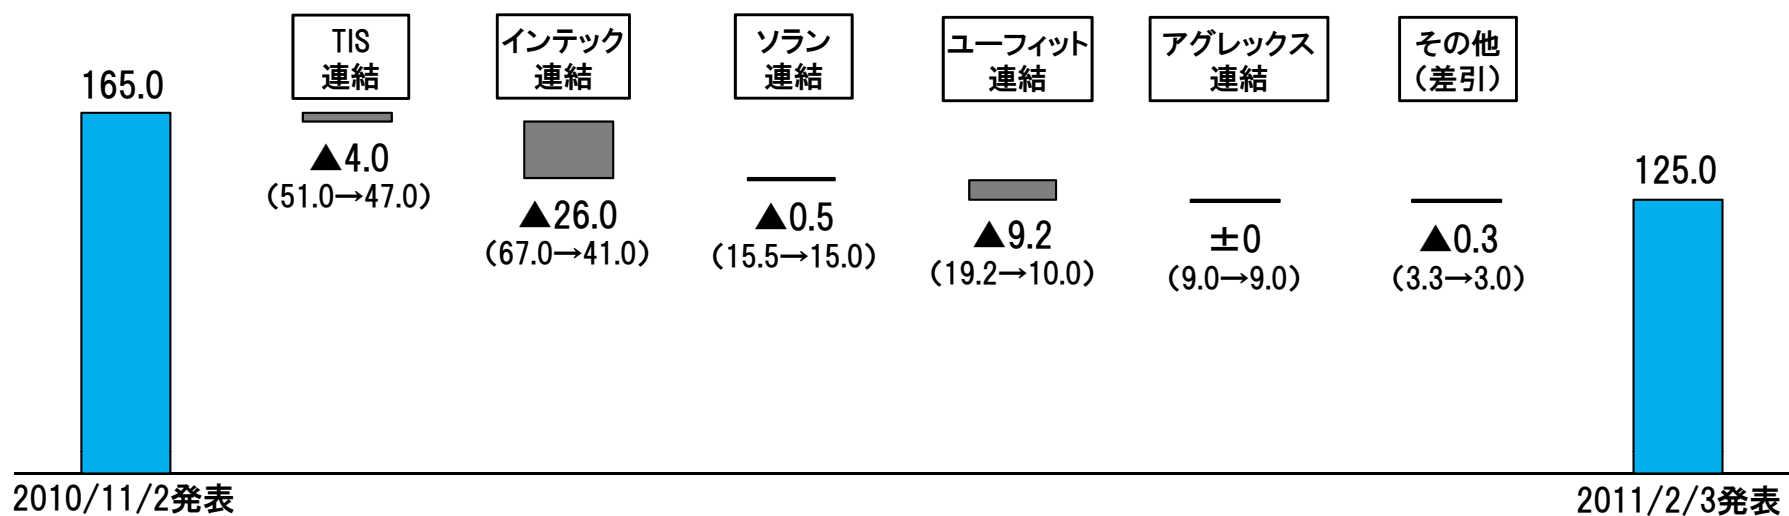 165.0
TIS
連結
▲4.0
(51.0→47.0)
インテック
連結
▲26.0
(67.0→41.0)
ソラン
連結
▲0.5
(15.5→15.0)
ユーフィット
連結
▲9.2
(19.2→10.0)
アグレックス
連結
±0
(9.0→9.0)
その他
(差引)
▲0.3
(3.3→3.0)
125.0
2010/11/2発表
2011/2/3発表